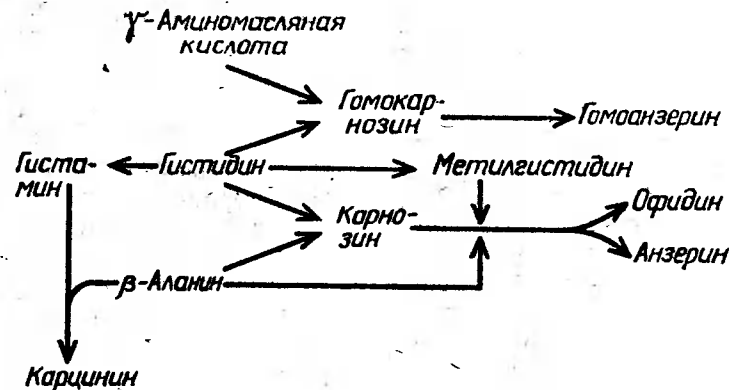 γ-Аминомасляная
кислота
Гомокар-
нозин
Гомоанзерин
Гиста-
мин
Гистидин
Метилгистидин
Карно-
зин
Офидин
Анзерин
β-Аланин
Карцинин